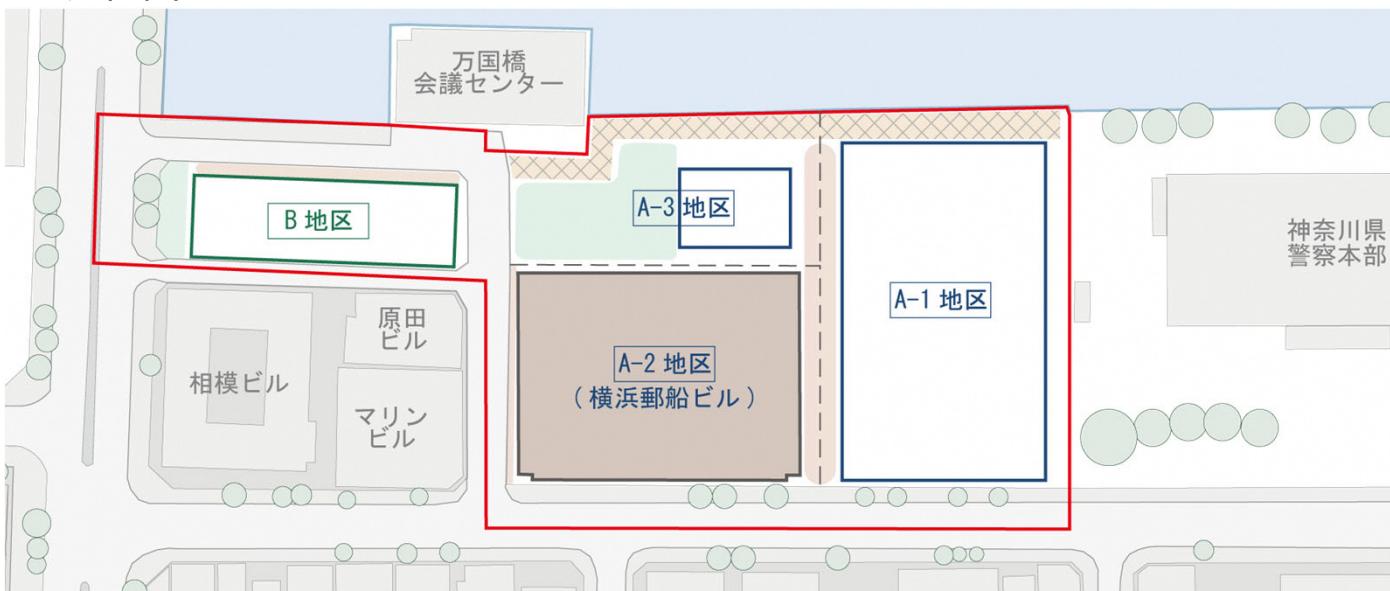 万国橋
会議センター
B 地区
A-3 地区
神奈川県
警察本部
A-1 地区
原田
ビル
相模ビル
A-2 地区
（横浜郵船ビル）
マリン
ビル